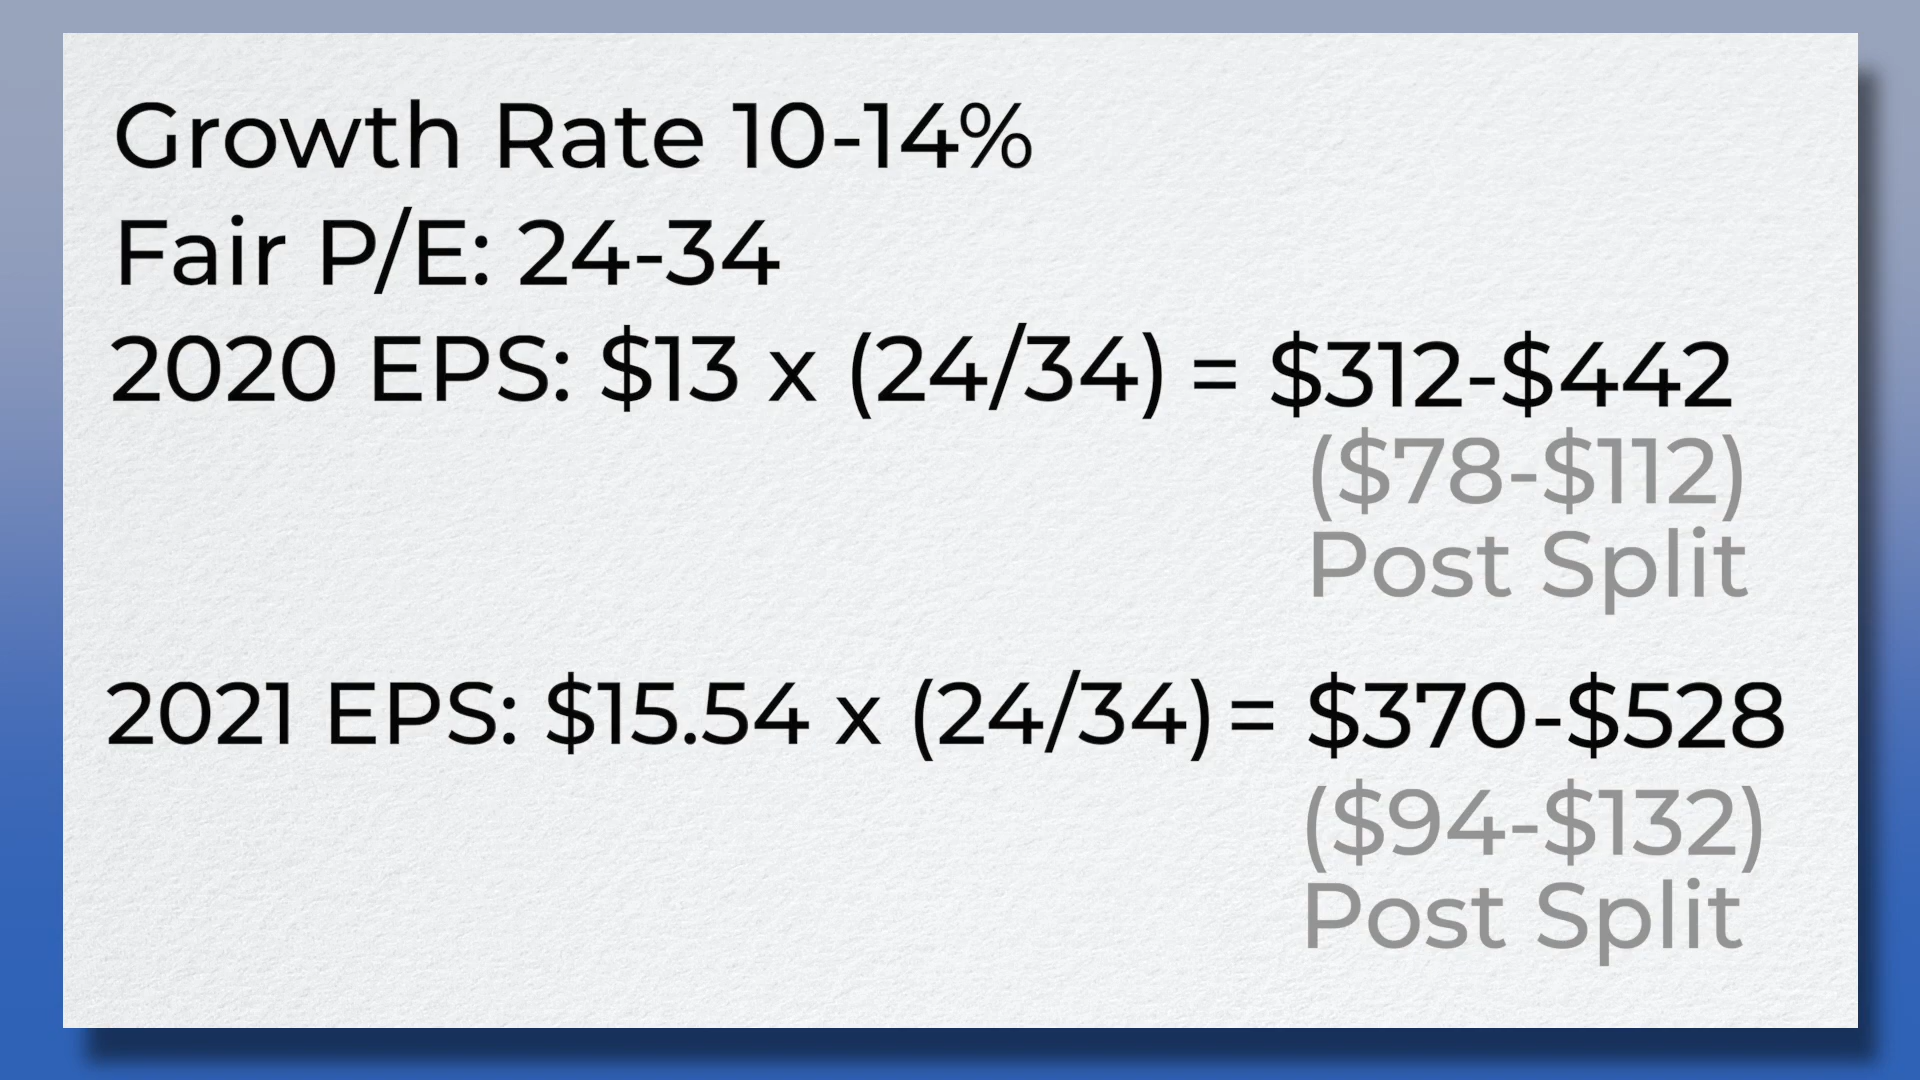 Growth Rate 10-14%
Fair P/E: 24-34
2020 EPS: $13 x (24/34) = $312-$442
($78-$112)
Post Split
2021 EPS: $15.54 x (24/34) = $370-$528
($94-$132)
Post Split